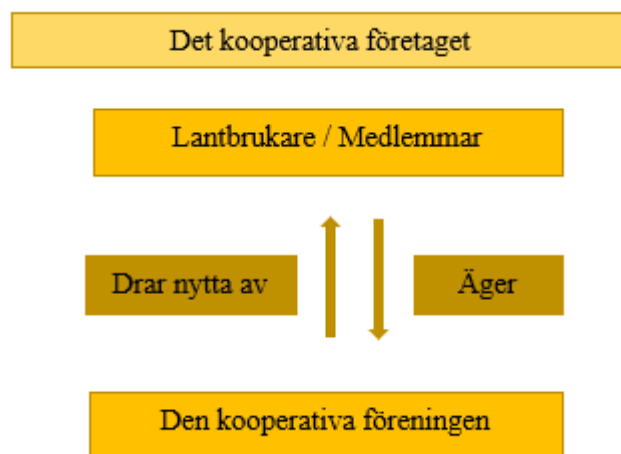 Det kooperativa företaget
Lantbrukare / Medlemmar
Drar nytta av
Äger
Den kooperativa föreningen